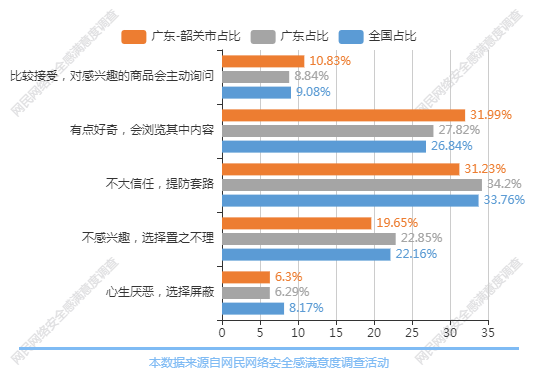 广东-韶关市占比 广东占比 全国占比
比较接受，对感兴趣的商品会主动询问
10.83%
8.84%
9.08%
有点好奇，会浏览其中内容
31.99%
27.82%
26.84%
不大信任，提防套路
31.23%
34.2%
33.76%
不感兴趣，选择置之不理
19.65%
22.85%
22.16%
心生厌恶，选择屏蔽
6.3%
6.29%
8.17%
0 5 10 15 20 25 30 35
本数据来源自网民网络安全感满意度调查活动
网民网络安全感满意度调查
网民网络安全感满意度调查
网民网络安全感满意度调查
网民网络安全感满意度调查